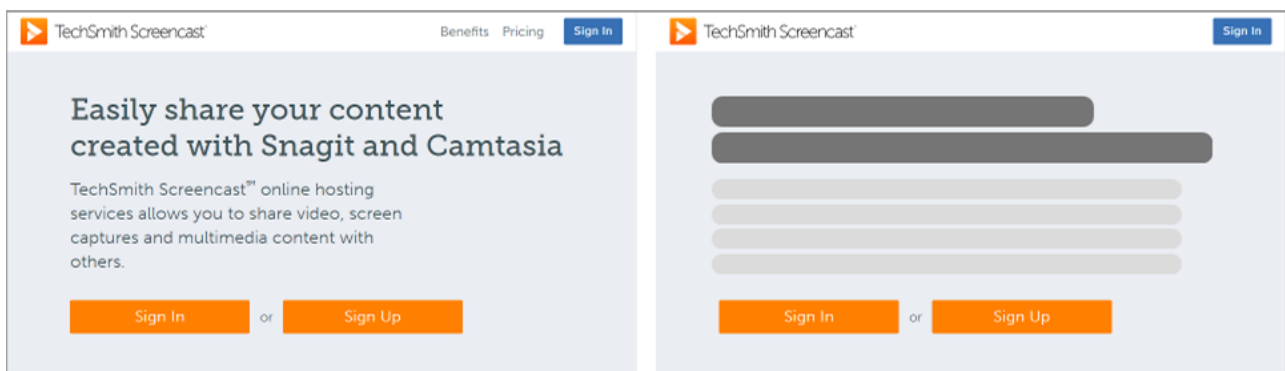 TechSmith Screencast®
Benefits Pricing Sign In
Easily share your content
created with Snagit and Camtasia
TechSmith Screencast℠ online hosting
services allows you to share video, screen
captures and multimedia content with
others.
Sign In or Sign Up
TechSmith Screencast®
Sign In
Sign In or Sign Up